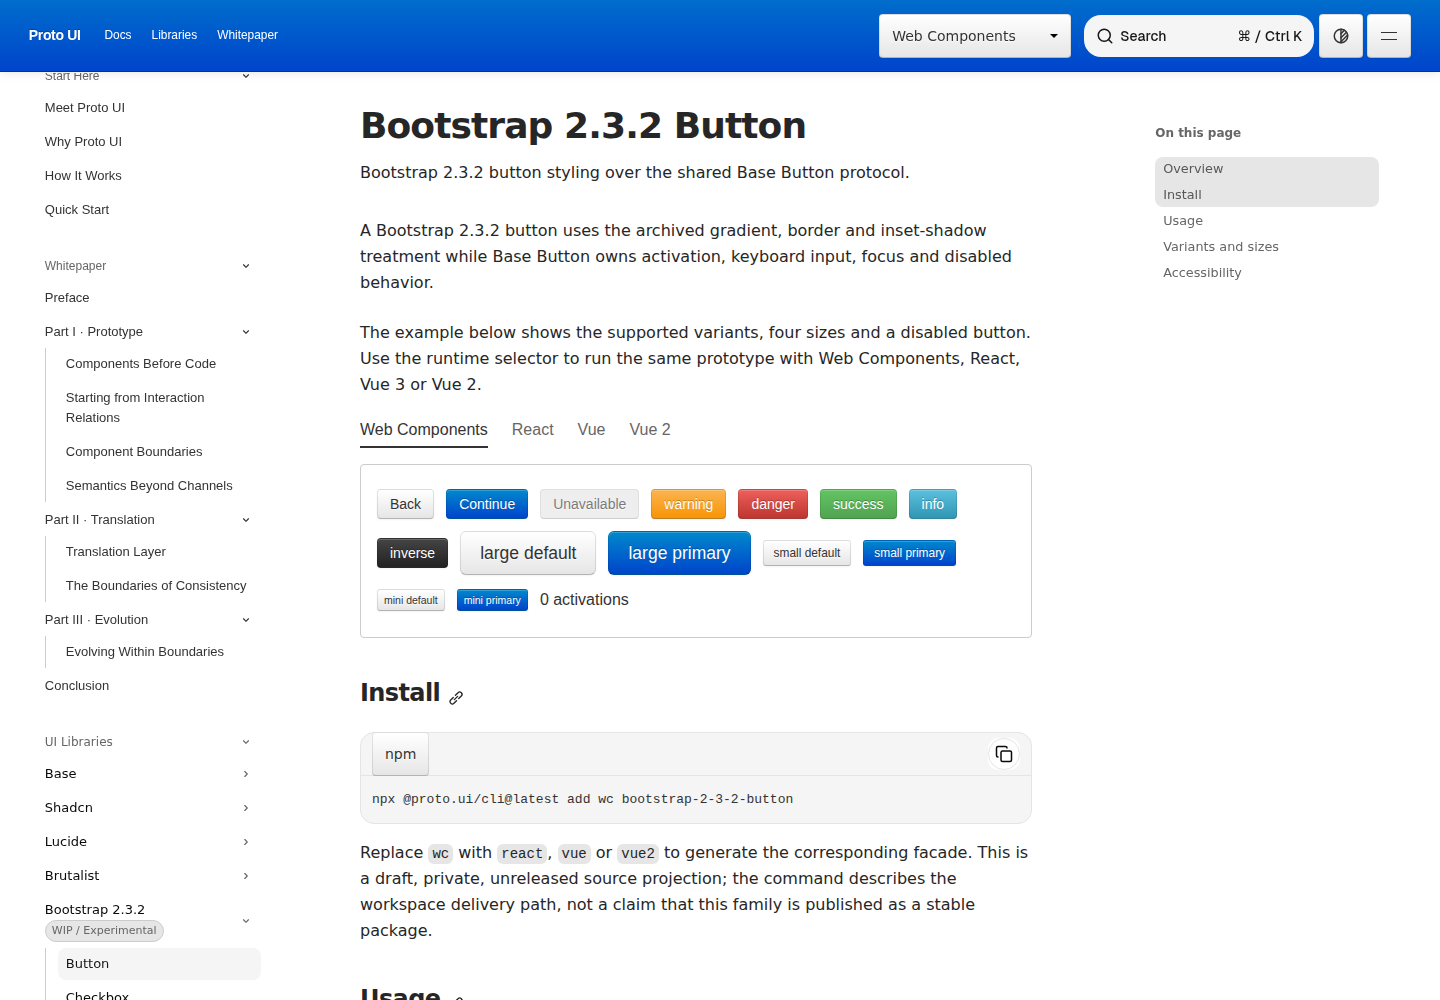 Proto UI
Docs
Libraries
Whitepaper
Web Components
Search
⌘ / Ctrl K
Start Here
Meet Proto UI
Why Proto UI
How It Works
Quick Start
Whitepaper
Preface
Part I · Prototype
Components Before Code
Starting from Interaction
Relations
Component Boundaries
Semantics Beyond Channels
Part II · Translation
Translation Layer
The Boundaries of Consistency
Part III · Evolution
Evolving Within Boundaries
Conclusion
UI Libraries
Base
Shadcn
Lucide
Brutalist
Bootstrap 2.3.2
WIP / Experimental
Button
Checkbox
Bootstrap 2.3.2 Button
Bootstrap 2.3.2 button styling over the shared Base Button protocol.
A Bootstrap 2.3.2 button uses the archived gradient, border and inset-shadow
treatment while Base Button owns activation, keyboard input, focus and disabled
behavior.
The example below shows the supported variants, four sizes and a disabled button.
Use the runtime selector to run the same prototype with Web Components, React,
Vue 3 or Vue 2.
Web Components
React
Vue
Vue 2
Back
Continue
Unavailable
warning
danger
success
info
inverse
large default
large primary
small default
small primary
mini default
mini primary
0 activations
Install
npm
npx @proto.ui/cli@latest add wc bootstrap-2-3-2-button
Replace wc with react, vue or vue2 to generate the corresponding facade. This is
a draft, private, unreleased source projection; the command describes the
workspace delivery path, not a claim that this family is published as a stable
package.
Usage
On this page
Overview
Install
Usage
Variants and sizes
Accessibility